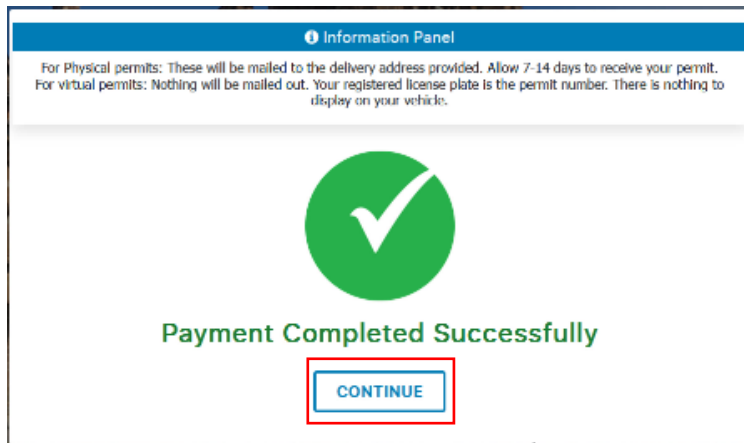 Information Panel
For Physical permits: These will be mailed to the delivery address provided. Allow 7-14 days to receive your permit.
For virtual permits: Nothing will be mailed out. Your registered license plate is the permit number. There is nothing to
display on your vehicle.
Payment Completed Successfully
CONTINUE